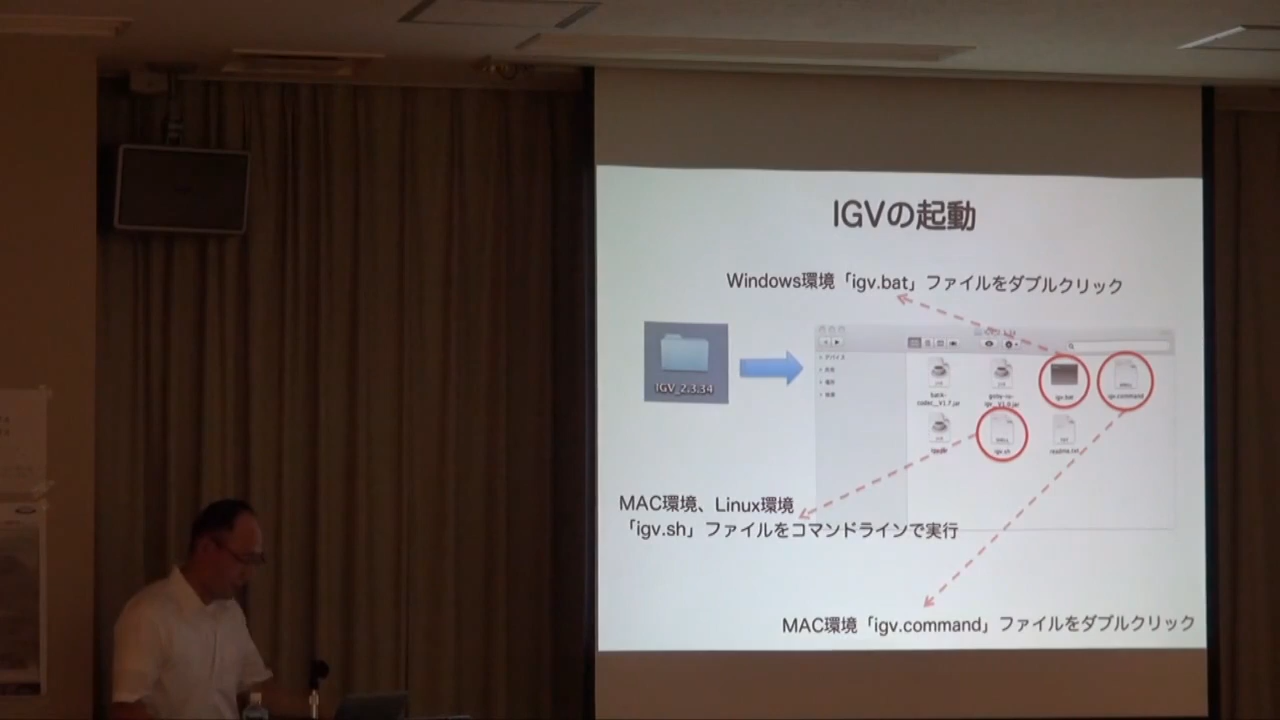 IGVの起動
Windows環境「igv.bat」ファイルをダブルクリック
IGV_2.3.34
igv.bat
igv.command
igv.sh
readme.txt
MAC環境、Linux環境
「igv.sh」ファイルをコマンドラインで実行
MAC環境「igv.command」ファイルをダブルクリック